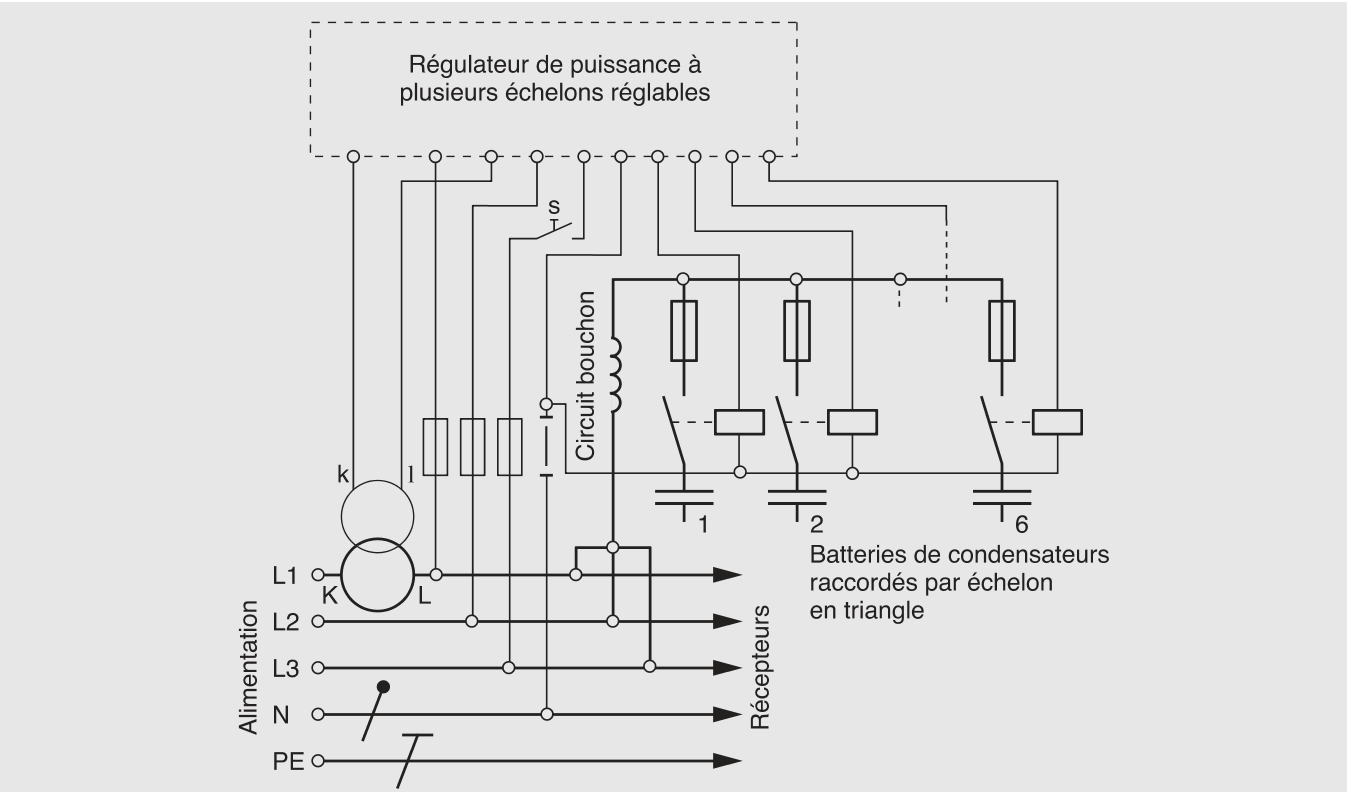 Régulateur de puissance à
plusieurs échelons réglables
s
Circuit bouchon
k
l
1
2
6
Batteries de condensateurs
raccordés par échelon
en triangle
Alimentation
L1
K
L
L2
L3
N
PE
Récepteurs